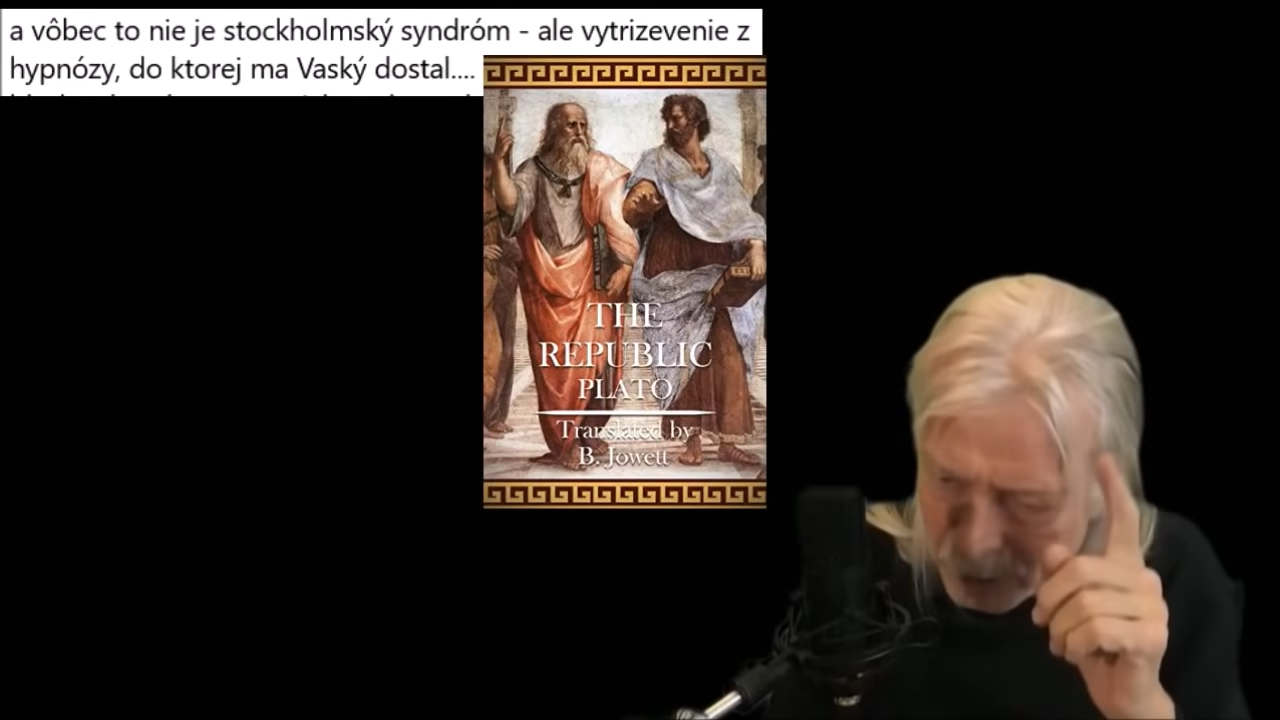 a vôbec to nie je stockholmský syndróm - ale vytrizevenie z
hypnózy, do ktorej ma Vaský dostal....
THE
REPUBLIC
PLATO
Translated by
B. Jowett